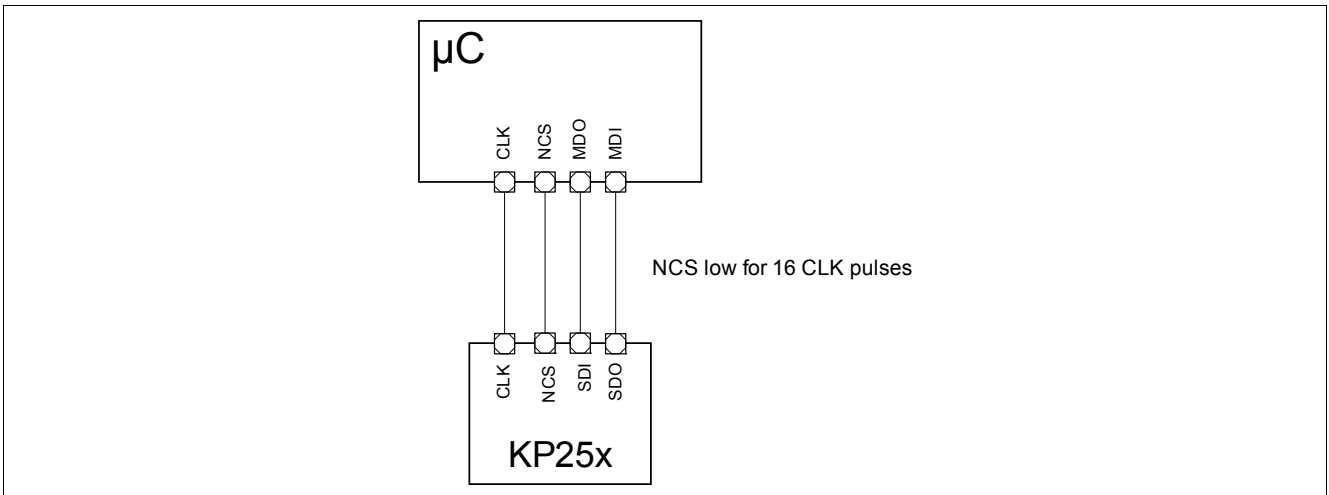 µC
CLK NCS MDO MDI
NCS low for 16 CLK pulses
CLK NCS SDI SDO
KP25x